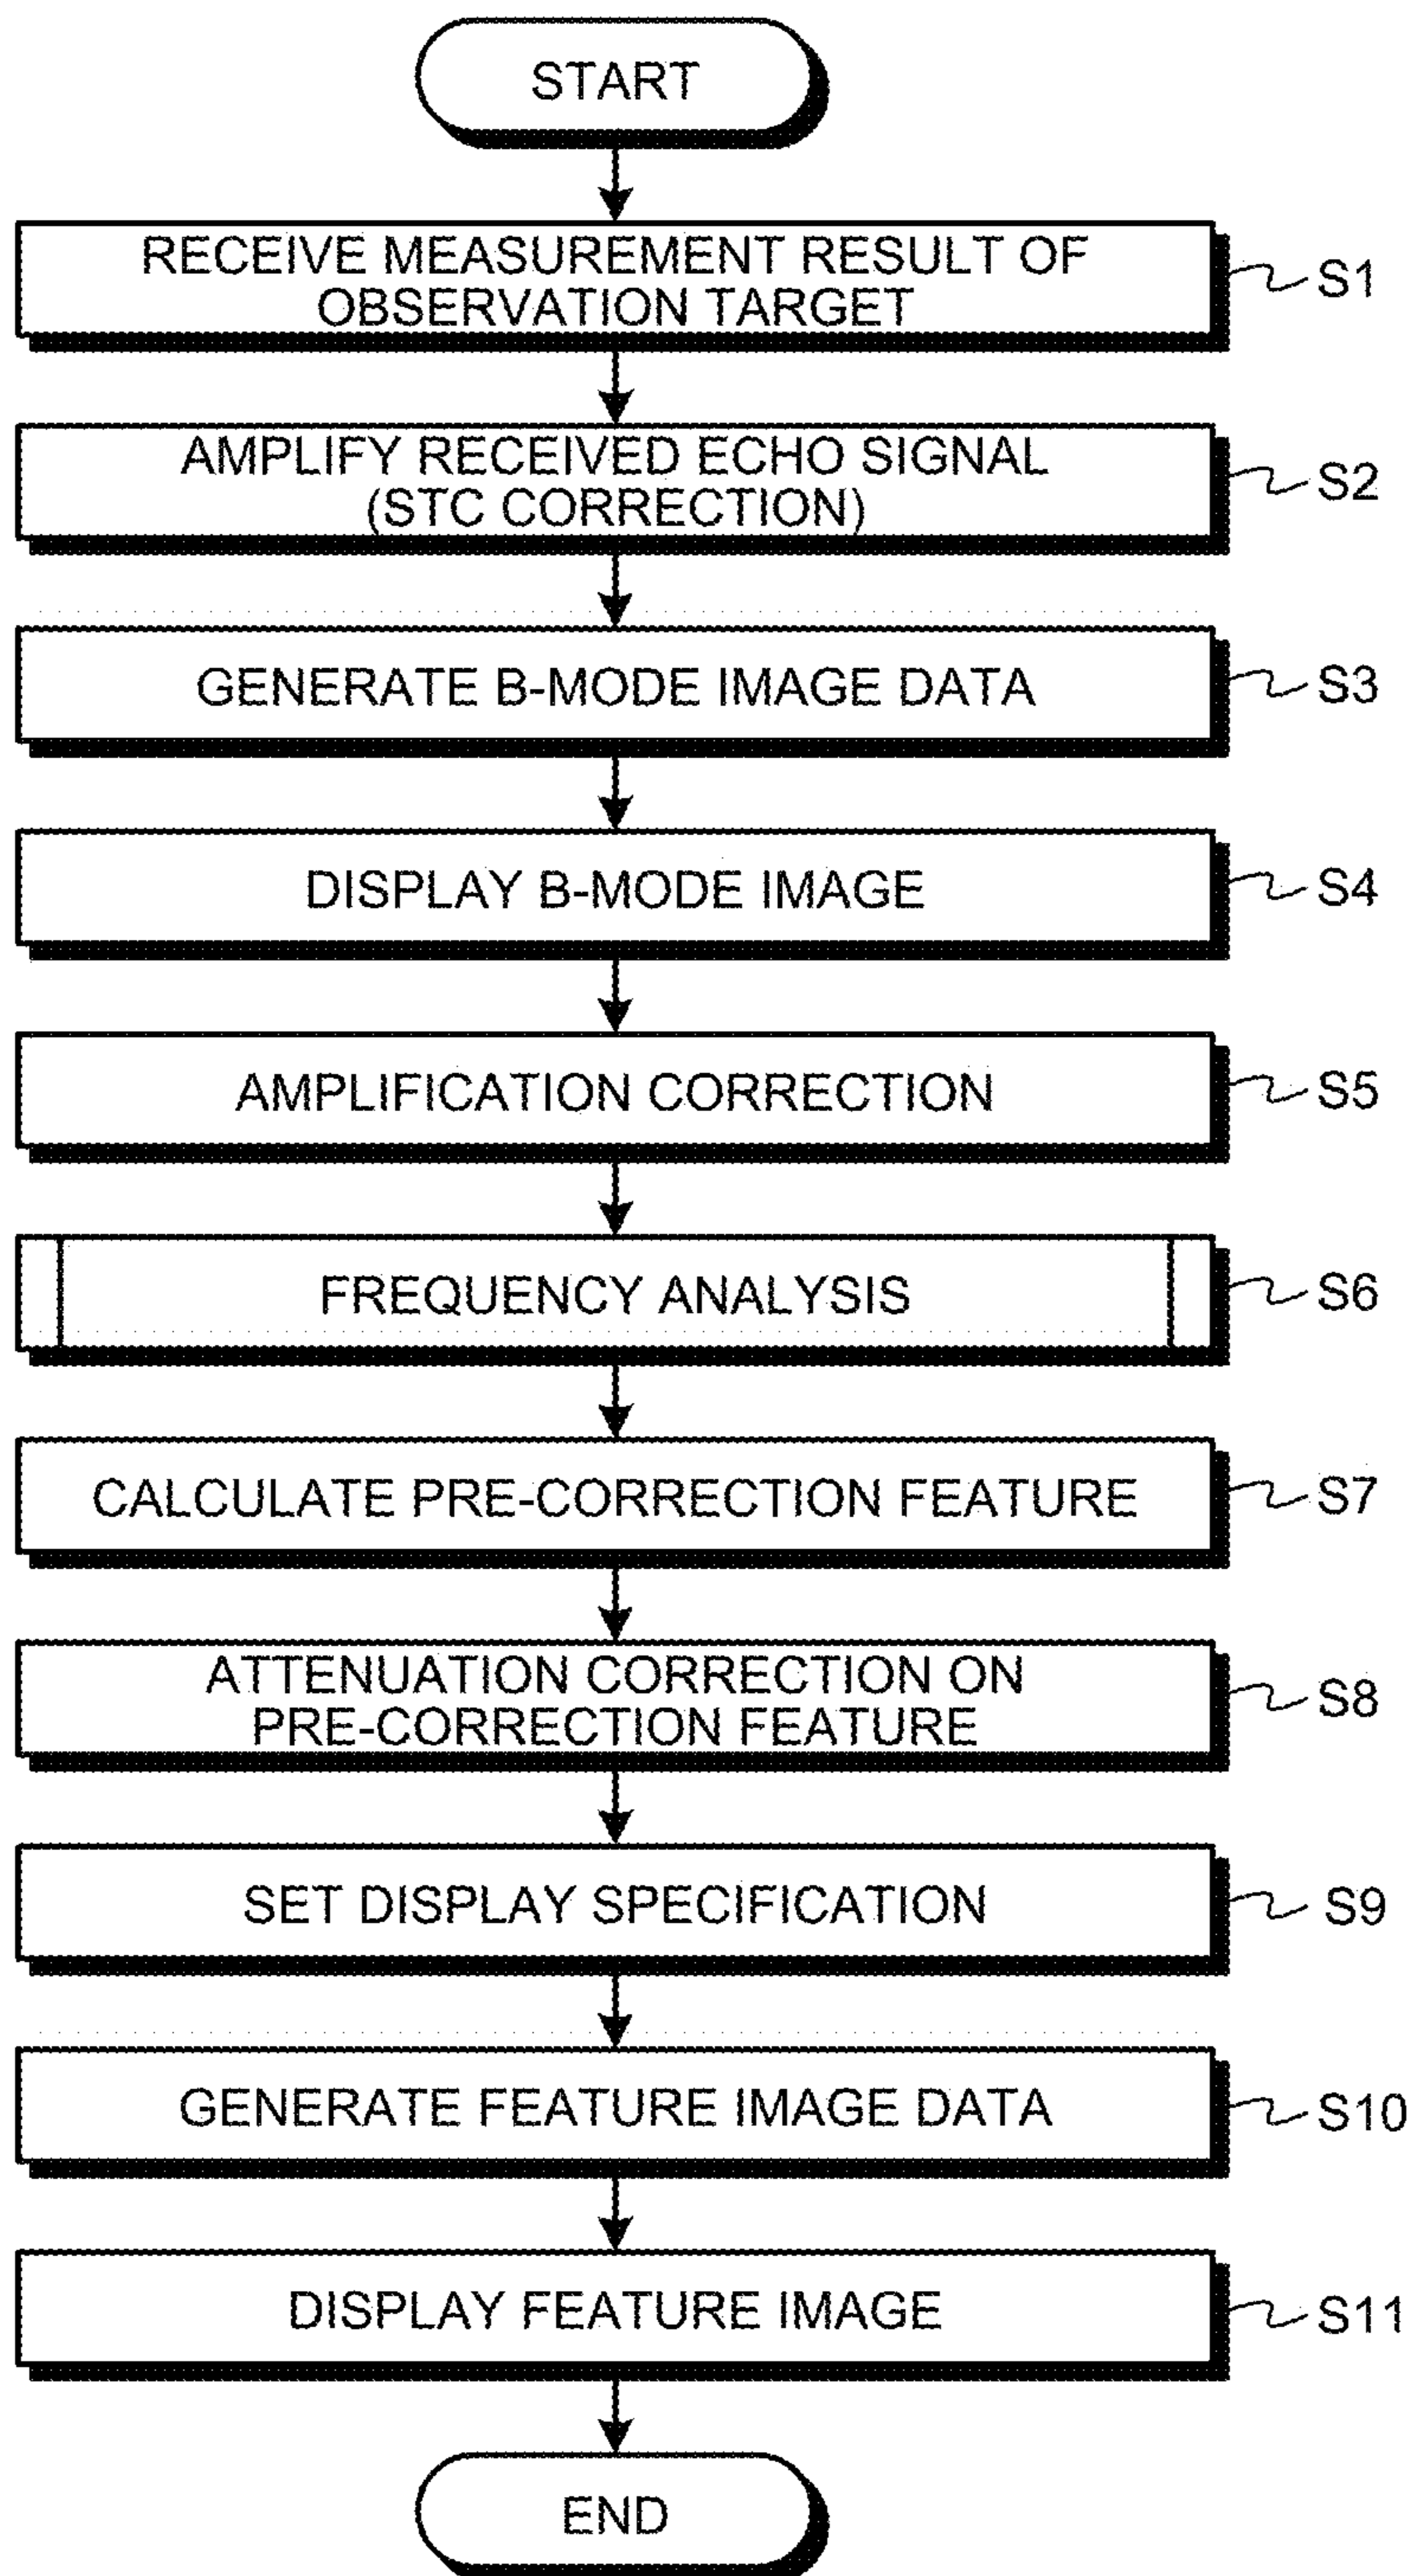 START
RECEIVE MEASUREMENT RESULT OF
OBSERVATION TARGET
S1
AMPLIFY RECEIVED ECHO SIGNAL
(STC CORRECTION)
S2
GENERATE B-MODE IMAGE DATA
S3
DISPLAY B-MODE IMAGE
S4
AMPLIFICATION CORRECTION
S5
FREQUENCY ANALYSIS
S6
CALCULATE PRE-CORRECTION FEATURE
S7
ATTENUATION CORRECTION ON
PRE-CORRECTION FEATURE
S8
SET DISPLAY SPECIFICATION
S9
GENERATE FEATURE IMAGE DATA
S10
DISPLAY FEATURE IMAGE
S11
END